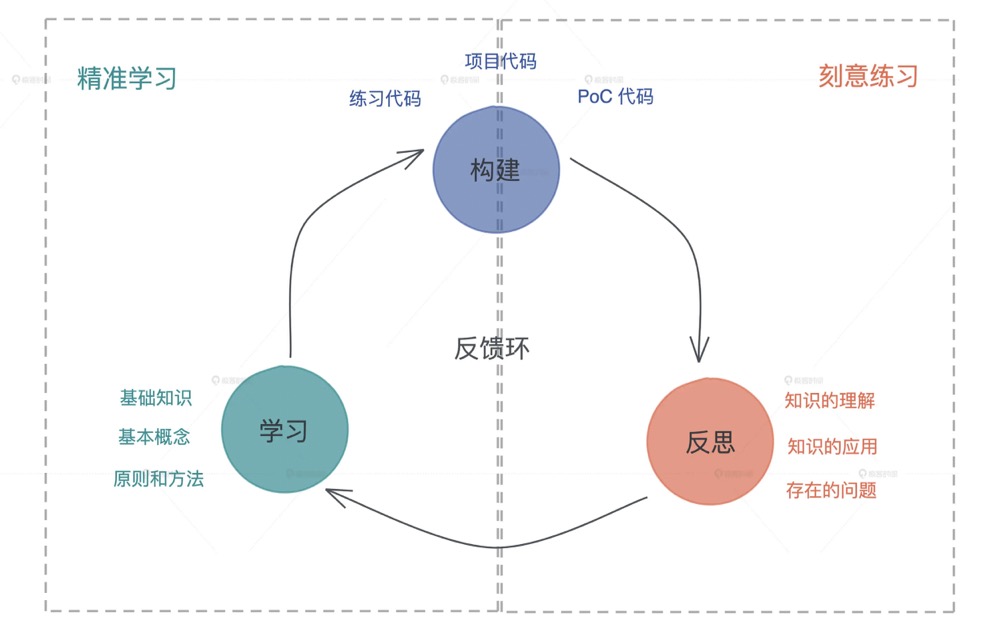 精准学习
刻意练习
项目代码
练习代码
PoC 代码
构建
反馈环
学习
基础知识
基本概念
原则和方法
反思
知识的理解
知识的应用
存在的问题